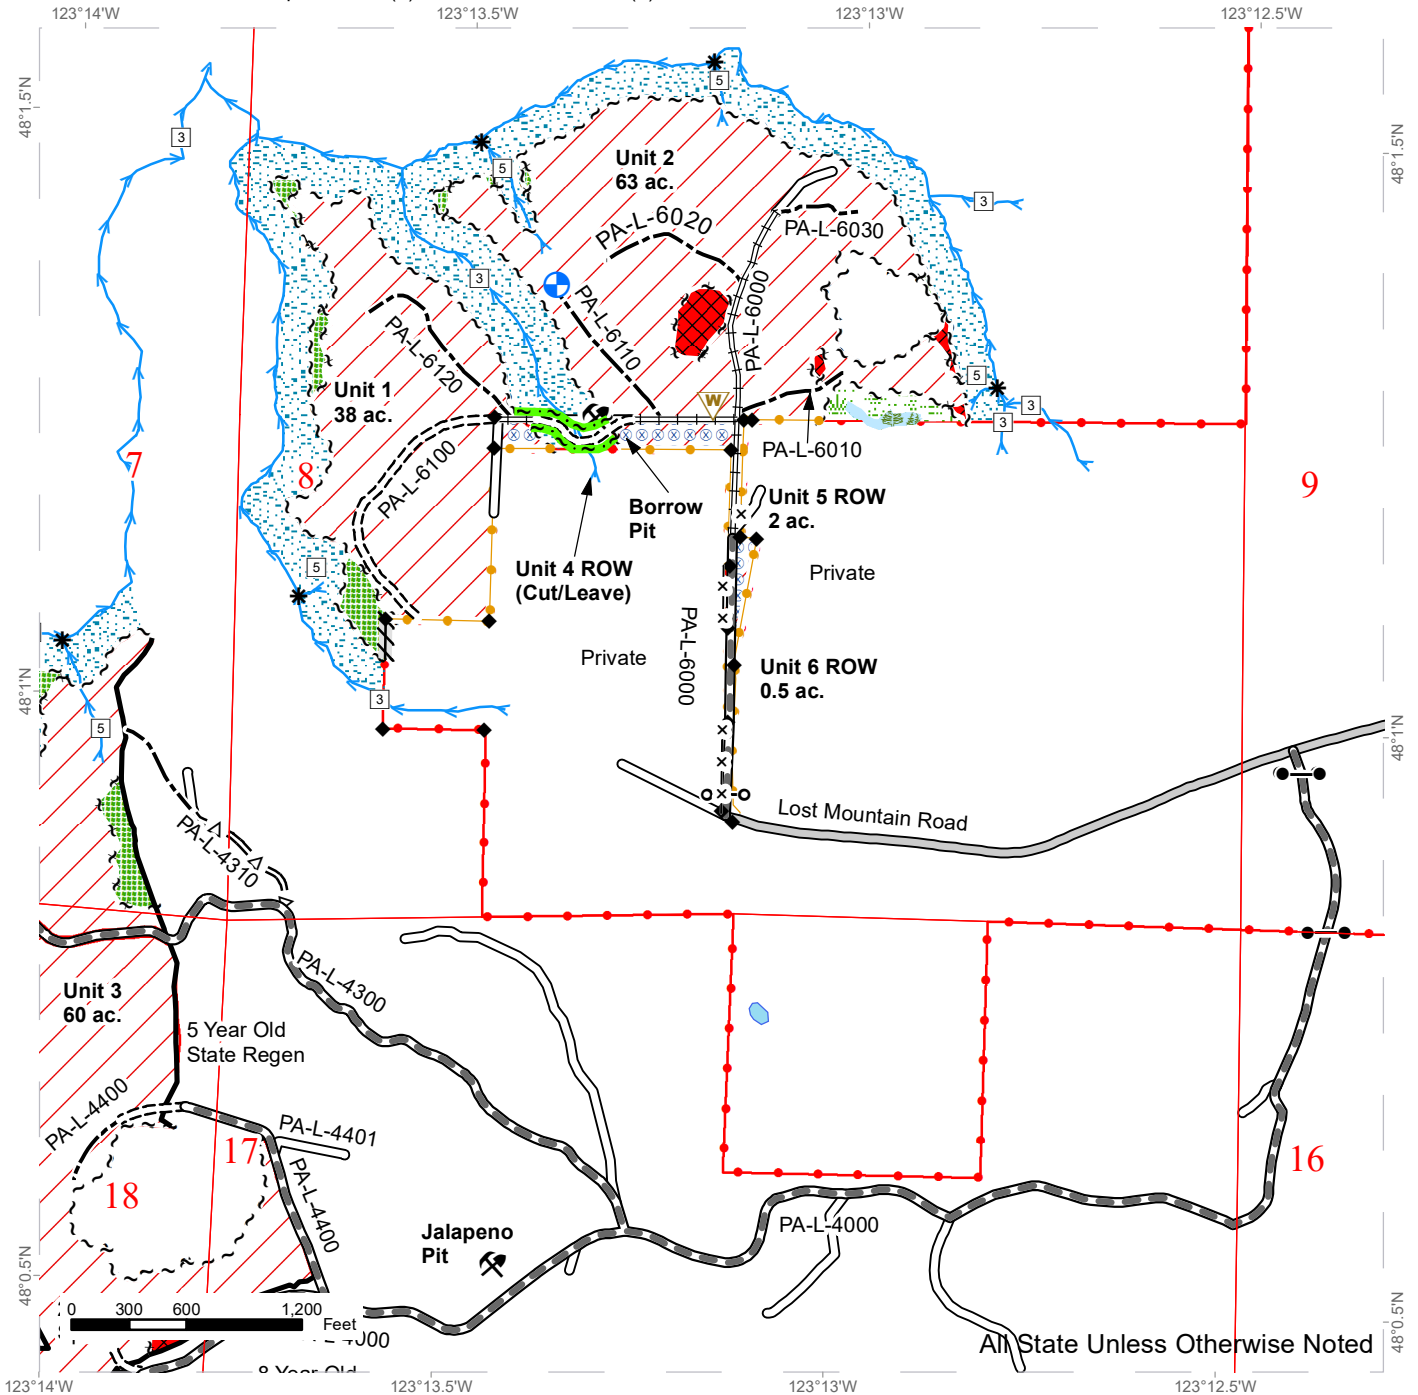 123°14'W
123°13.5'W
123°13'W
123°12.5'W
48°1.5'N
48°1.5'N
3
5
5
3
3
Unit 2
63 ac.
PA-L-6020
PA-L-6030
PA-L-6000
PA-L-6110
PA-L-6120
Unit 1
38 ac.
W
5
3
3
PA-L-6100
PA-L-6010
7
8
9
Borrow
Pit
Unit 5 ROW
2 ac.
Unit 4 ROW
(Cut/Leave)
Private
5
PA-L-6000
Private
Unit 6 ROW
0.5 ac.
48°1'N
48°1'N
3
5
Lost Mountain Road
PA-L-4310
PA-L-4300
Unit 3
60 ac.
5 Year Old
State Regen
PA-L-4400
PA-L-4401
17
16
18
PA-L-4400
Jalapeno
Pit
PA-L-4000
48°0.5'N
48°0.5'N
0 300 600 1,200
Feet
All State Unless Otherwise Noted
123°14'W
123°13.5'W
123°13'W
123°12.5'W